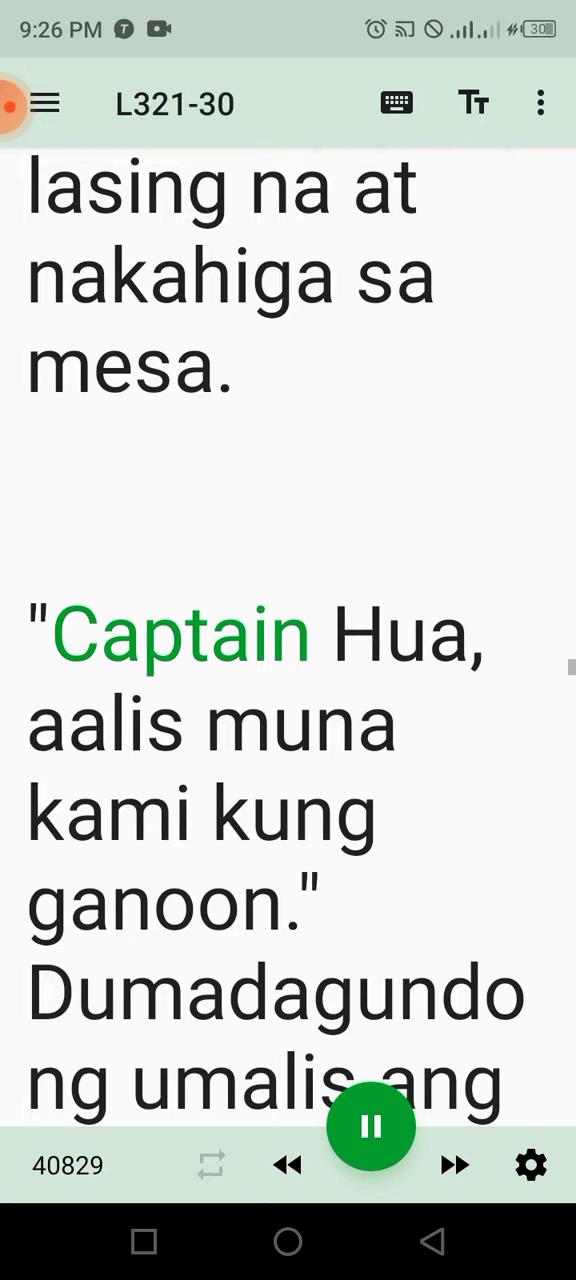 9:26 PM
30
L321-30
lasing na at
nakahiga sa
mesa.
"Captain Hua,
aalis muna
kami kung
ganoon."
Dumadagundo
ng umalis ang
40829